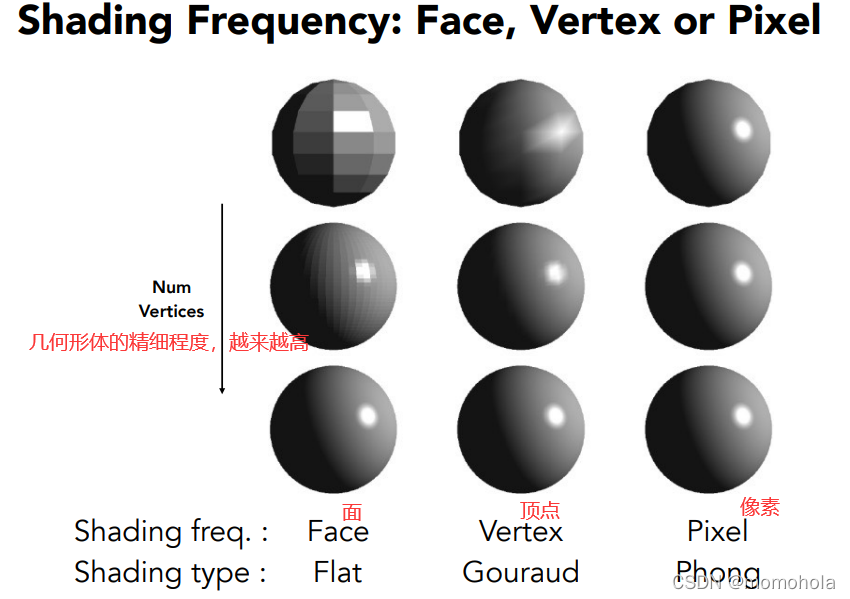 Shading Frequency: Face, Vertex or Pixel
Num
Vertices
几何形体的精细程度，越来越高
面
顶点
像素
Shading freq. : Face Vertex Pixel
Shading type : Flat Gouraud Phong
CSDN @momohola